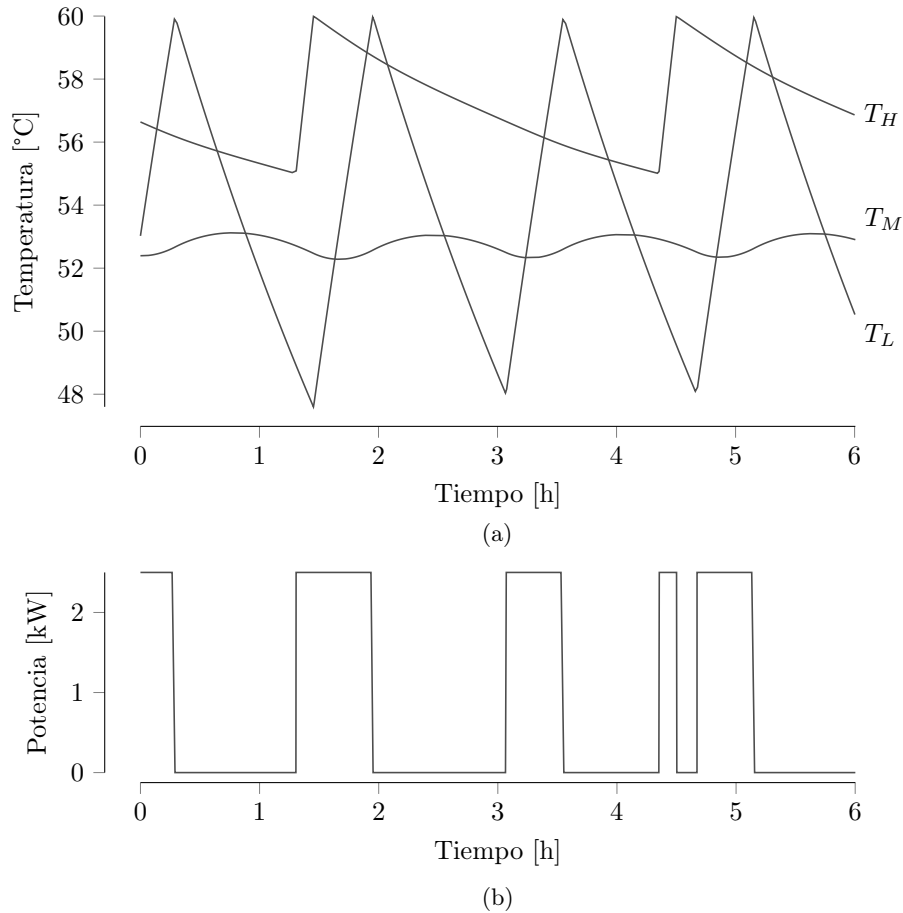 60
58
56
54
52
50
48
Temperatura [°C]
T_H
T_M
T_L
0 1 2 3 4 5 6
Tiempo [h]
(a)
2
1
0
Potencia [kW]
0 1 2 3 4 5 6
Tiempo [h]
(b)